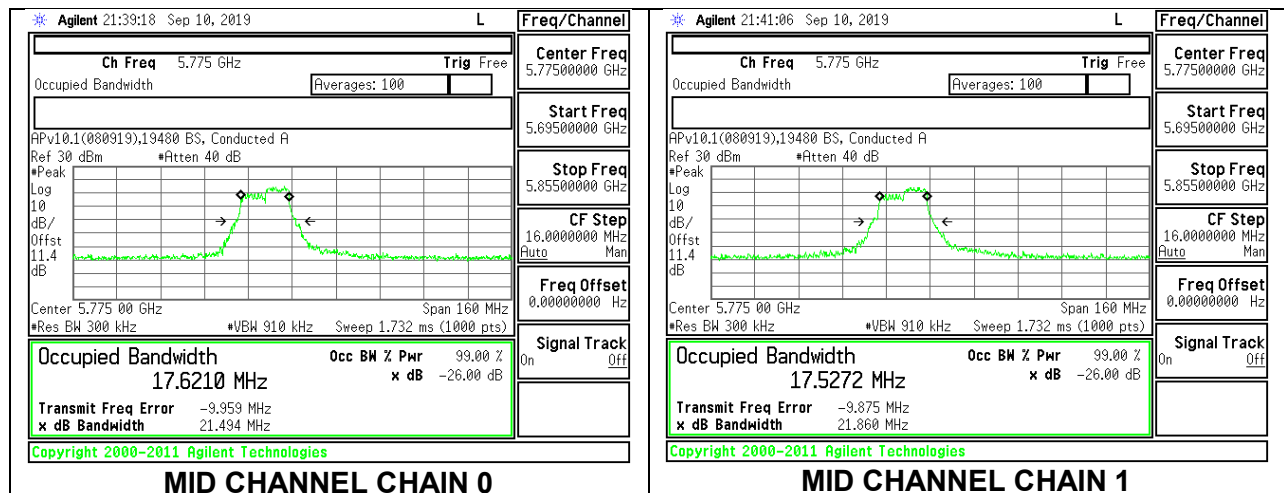 Agilent 21:39:18 Sep 10, 2019 L
Freq/Channel
Ch Freq 5.775 GHz Trig Free
Occupied Bandwidth Averages: 100
APv10.1(080919),19480 BS, Conducted A
Ref 30 dBm #Atten 40 dB
#Peak
Log
10
dB/
Offst
11.4
dB
Center 5.775 00 GHz Span 160 MHz
#Res BW 300 kHz #VBW 910 kHz Sweep 1.732 ms (1000 pts)
Occupied Bandwidth Occ BW % Pwr 99.00 %
17.6210 MHz x dB -26.00 dB
Transmit Freq Error -9.959 MHz
x dB Bandwidth 21.494 MHz
Copyright 2000-2011 Agilent Technologies
Center Freq
5.77500000 GHz
Start Freq
5.69500000 GHz
Stop Freq
5.85500000 GHz
CF Step
16.0000000 MHz
Auto Man
Freq Offset
0.00000000 Hz
Signal Track
On Off
MID CHANNEL CHAIN 0
Agilent 21:41:06 Sep 10, 2019 L
Freq/Channel
Ch Freq 5.775 GHz Trig Free
Occupied Bandwidth Averages: 100
APv10.1(080919),19480 BS, Conducted A
Ref 30 dBm #Atten 40 dB
#Peak
Log
10
dB/
Offst
11.4
dB
Center 5.775 00 GHz Span 160 MHz
#Res BW 300 kHz #VBW 910 kHz Sweep 1.732 ms (1000 pts)
Occupied Bandwidth Occ BW % Pwr 99.00 %
17.5272 MHz x dB -26.00 dB
Transmit Freq Error -9.875 MHz
x dB Bandwidth 21.860 MHz
Copyright 2000-2011 Agilent Technologies
Center Freq
5.77500000 GHz
Start Freq
5.69500000 GHz
Stop Freq
5.85500000 GHz
CF Step
16.0000000 MHz
Auto Man
Freq Offset
0.00000000 Hz
Signal Track
On Off
MID CHANNEL CHAIN 1